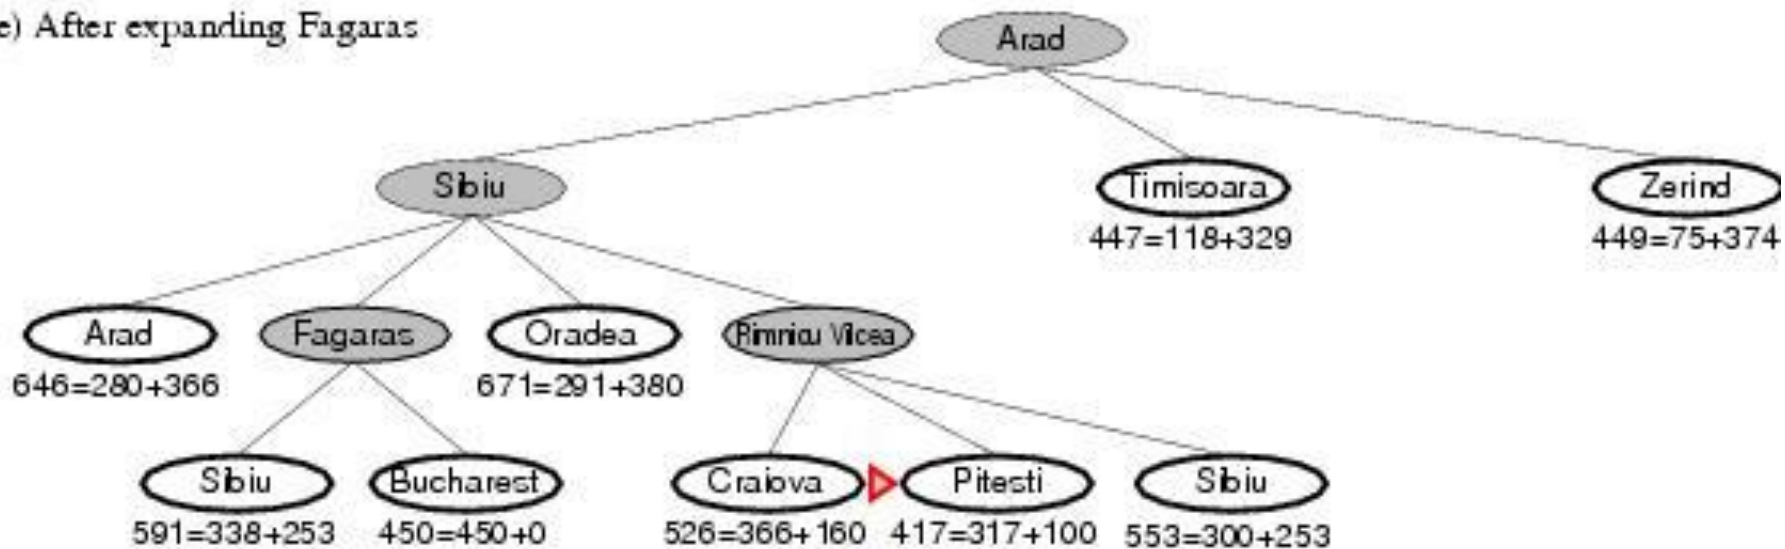 e) After expanding Fagaras
Arad
Sibiu
Timisoara
Zerind
447=118+329
449=75+374
Arad
Fagaras
Oradea
Rimnicu Vilcea
646=280+366
671=291+380
Sibiu
Bucharest
Craiova
Pitesti
Sibiu
591=338+253
450=450+0
526=366+160
417=317+100
553=300+253